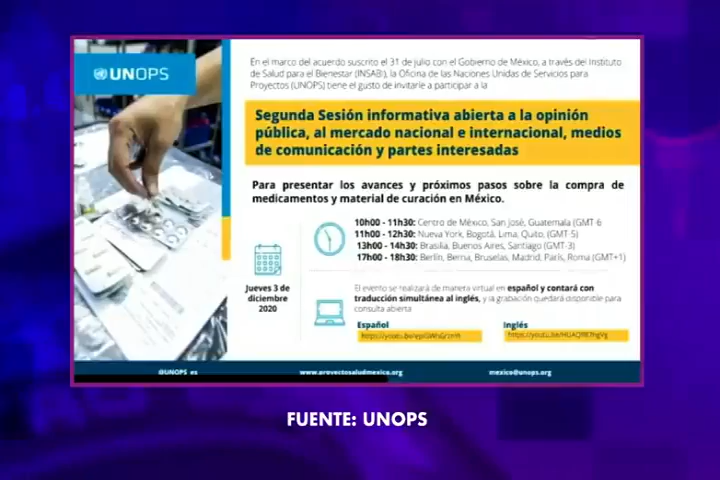 UNOPS
En el marco del acuerdo suscrito el 31 de julio con el Gobierno de México, a través del Instituto
de Salud para el Bienestar (INSABI), la Oficina de las Naciones Unidas de Servicios para
Proyectos (UNOPS) tiene el gusto de invitarle a participar a la
Segunda Sesión informativa abierta a la opinión
pública, al mercado nacional e internacional, medios
de comunicación y partes interesadas
Para presentar los avances y próximos pasos sobre la compra de
medicamentos y material de curación en México.
10h00 - 11h30: Centro de México, San José, Guatemala (GMT-6
11h00 - 12h30: Nueva York, Bogotá, Lima, Quito, (GMT-5)
13h00 - 14h30: Brasilia, Buenos Aires, Santiago (GMT-3)
17h00 - 18h30: Berlín, Berna, Bruselas, Madrid, París, Roma (GMT+1)
Jueves 3 de
diciembre
2020
El evento se realizará de manera virtual en español y contará con
traducción simultánea al inglés, y la grabación quedará disponible para
consulta abierta
Español
Inglés
@UNOPS_es
www.proyectosaludmexico.org
mexico@unops.org
FUENTE: UNOPS